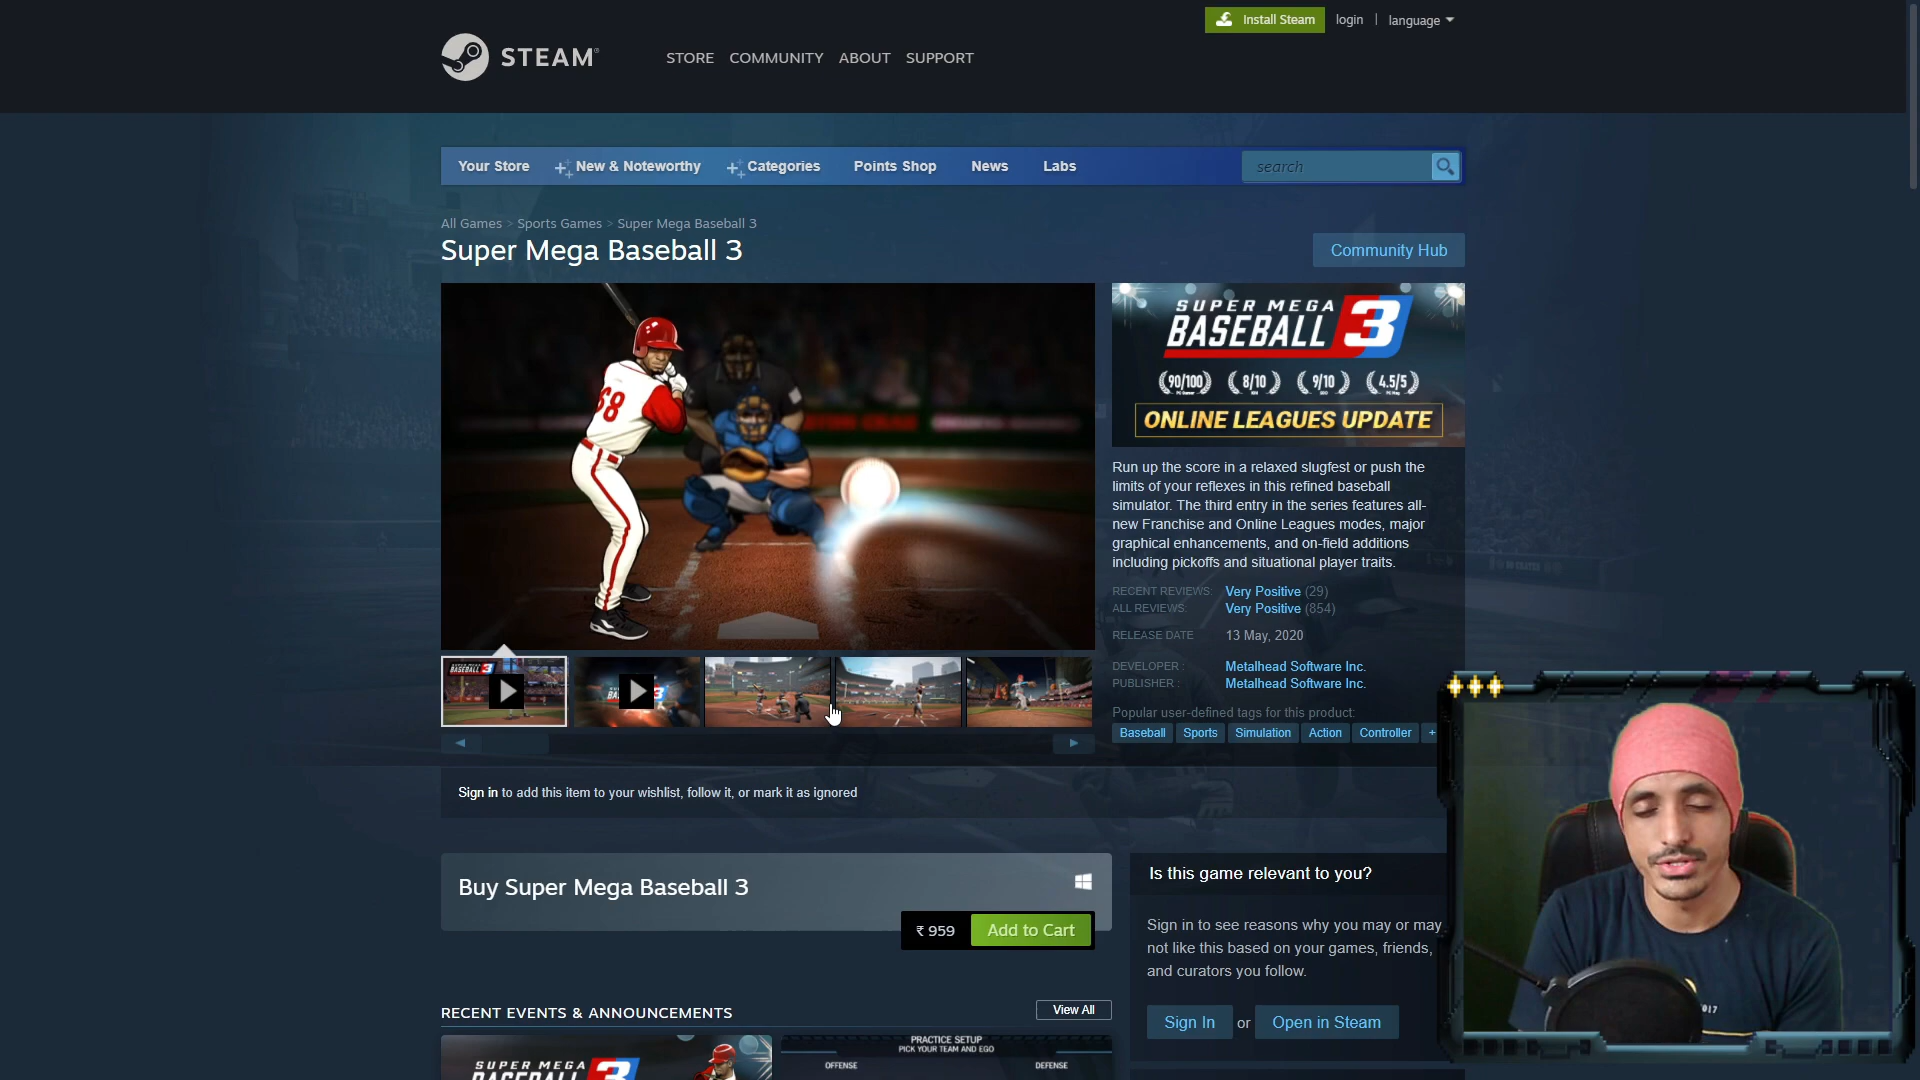 Install Steam
login
|
language
STEAM
STORE
COMMUNITY
ABOUT
SUPPORT
Your Store
New & Noteworthy
Categories
Points Shop
News
Labs
search
All Games > Sports Games > Super Mega Baseball 3
Super Mega Baseball 3
Community Hub
68
SUPER MEGA
BASEBALL 3
90/100
8/10
9/10
4.5/5
ONLINE LEAGUES UPDATE
Run up the score in a relaxed slugfest or push the
limits of your reflexes in this refined baseball
simulator. The third entry in the series features all-
new Franchise and Online Leagues modes, major
graphical enhancements, and on-field additions
including pickoffs and situational player traits.
RECENT REVIEWS: Very Positive (29)
ALL REVIEWS: Very Positive (854)
RELEASE DATE 13 May, 2020
DEVELOPER : Metalhead Software Inc.
PUBLISHER : Metalhead Software Inc.
Popular user-defined tags for this product:
Baseball
Sports
Simulation
Action
Controller
+
Sign in to add this item to your wishlist, follow it, or mark it as ignored
Buy Super Mega Baseball 3
₹ 959
Add to Cart
Is this game relevant to you?
Sign in to see reasons why you may or may
not like this based on your games, friends,
and curators you follow.
Sign In or Open in Steam
RECENT EVENTS & ANNOUNCEMENTS
View All
SUPER MEGA
BASEBALL 3
PRACTICE SETUP
PICK YOUR TEAM AND EGO
OFFENSE
DEFENSE